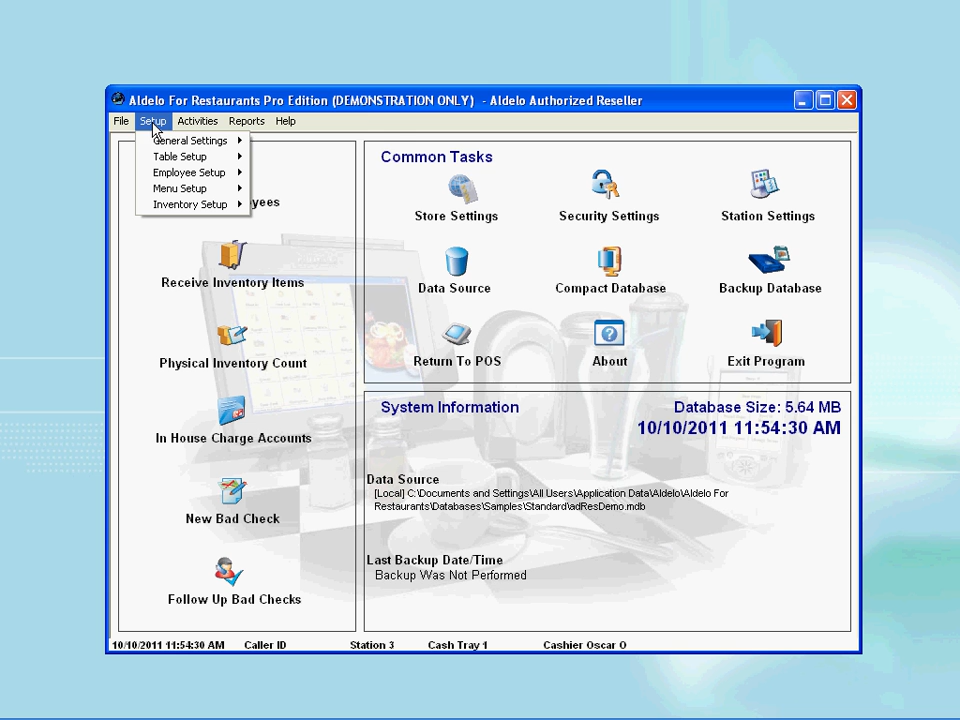 Aldelo For Restaurants Pro Edition (DEMONSTRATION ONLY) - Aldelo Authorized Reseller
File Setup Activities Reports Help
General Settings
Table Setup
Employee Setup
Menu Setup
Inventory Setup
Receive Inventory Items
Physical Inventory Count
In House Charge Accounts
New Bad Check
Follow Up Bad Checks
Common Tasks
Store Settings
Security Settings
Station Settings
Data Source
Compact Database
Backup Database
Return To POS
About
Exit Program
System Information
Database Size: 5.64 MB
10/10/2011 11:54:30 AM
Data Source
[Local] C:\Documents and Settings\All Users\Application Data\Aldelo\Aldelo For
Restaurants\Databases\Samples\Standard\adResDemo.mdb
Last Backup Date/Time
Backup Was Not Performed
10/10/2011 11:54:30 AM Caller ID Station 3 Cash Tray 1 Cashier Oscar O